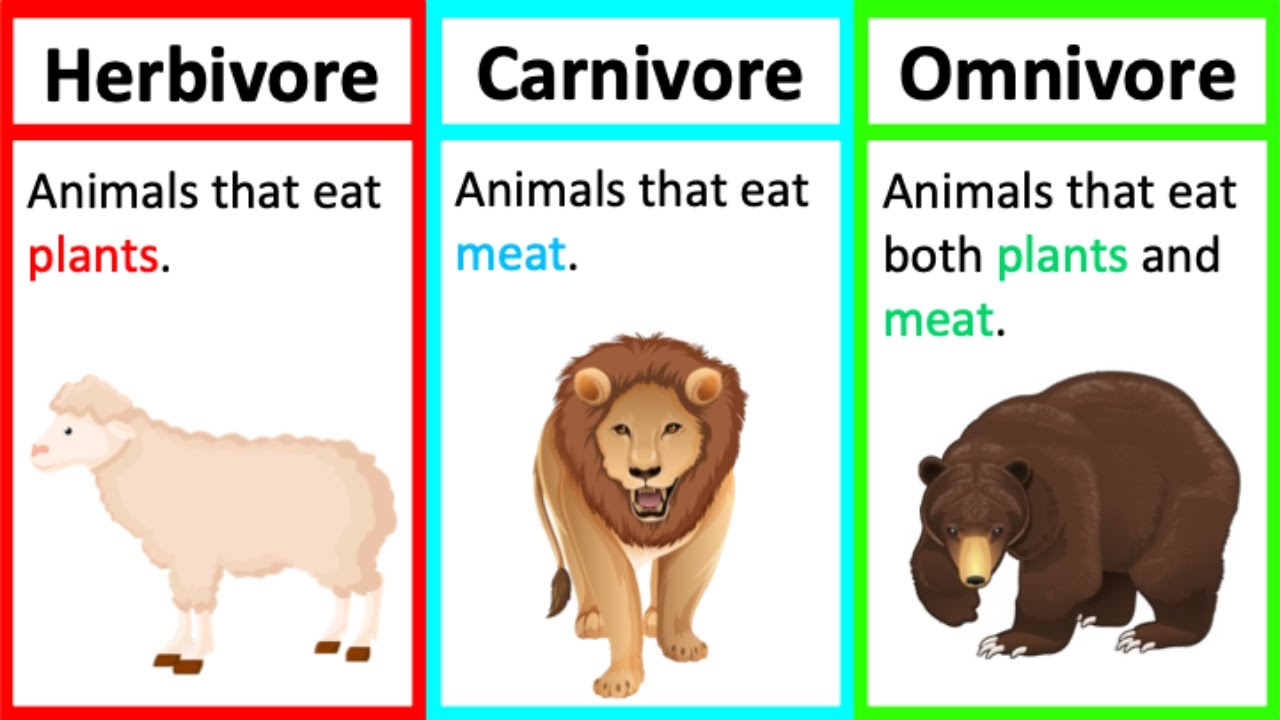 Herbivore
Animals that eat
plants.
Carnivore
Animals that eat
meat.
Omnivore
Animals that eat
both plants and
meat.